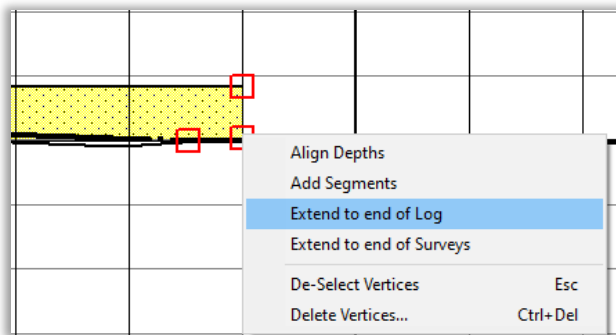 Align Depths
Add Segments
Extend to end of Log
Extend to end of Surveys
De-Select Vertices Esc
Delete Vertices... Ctrl+Del